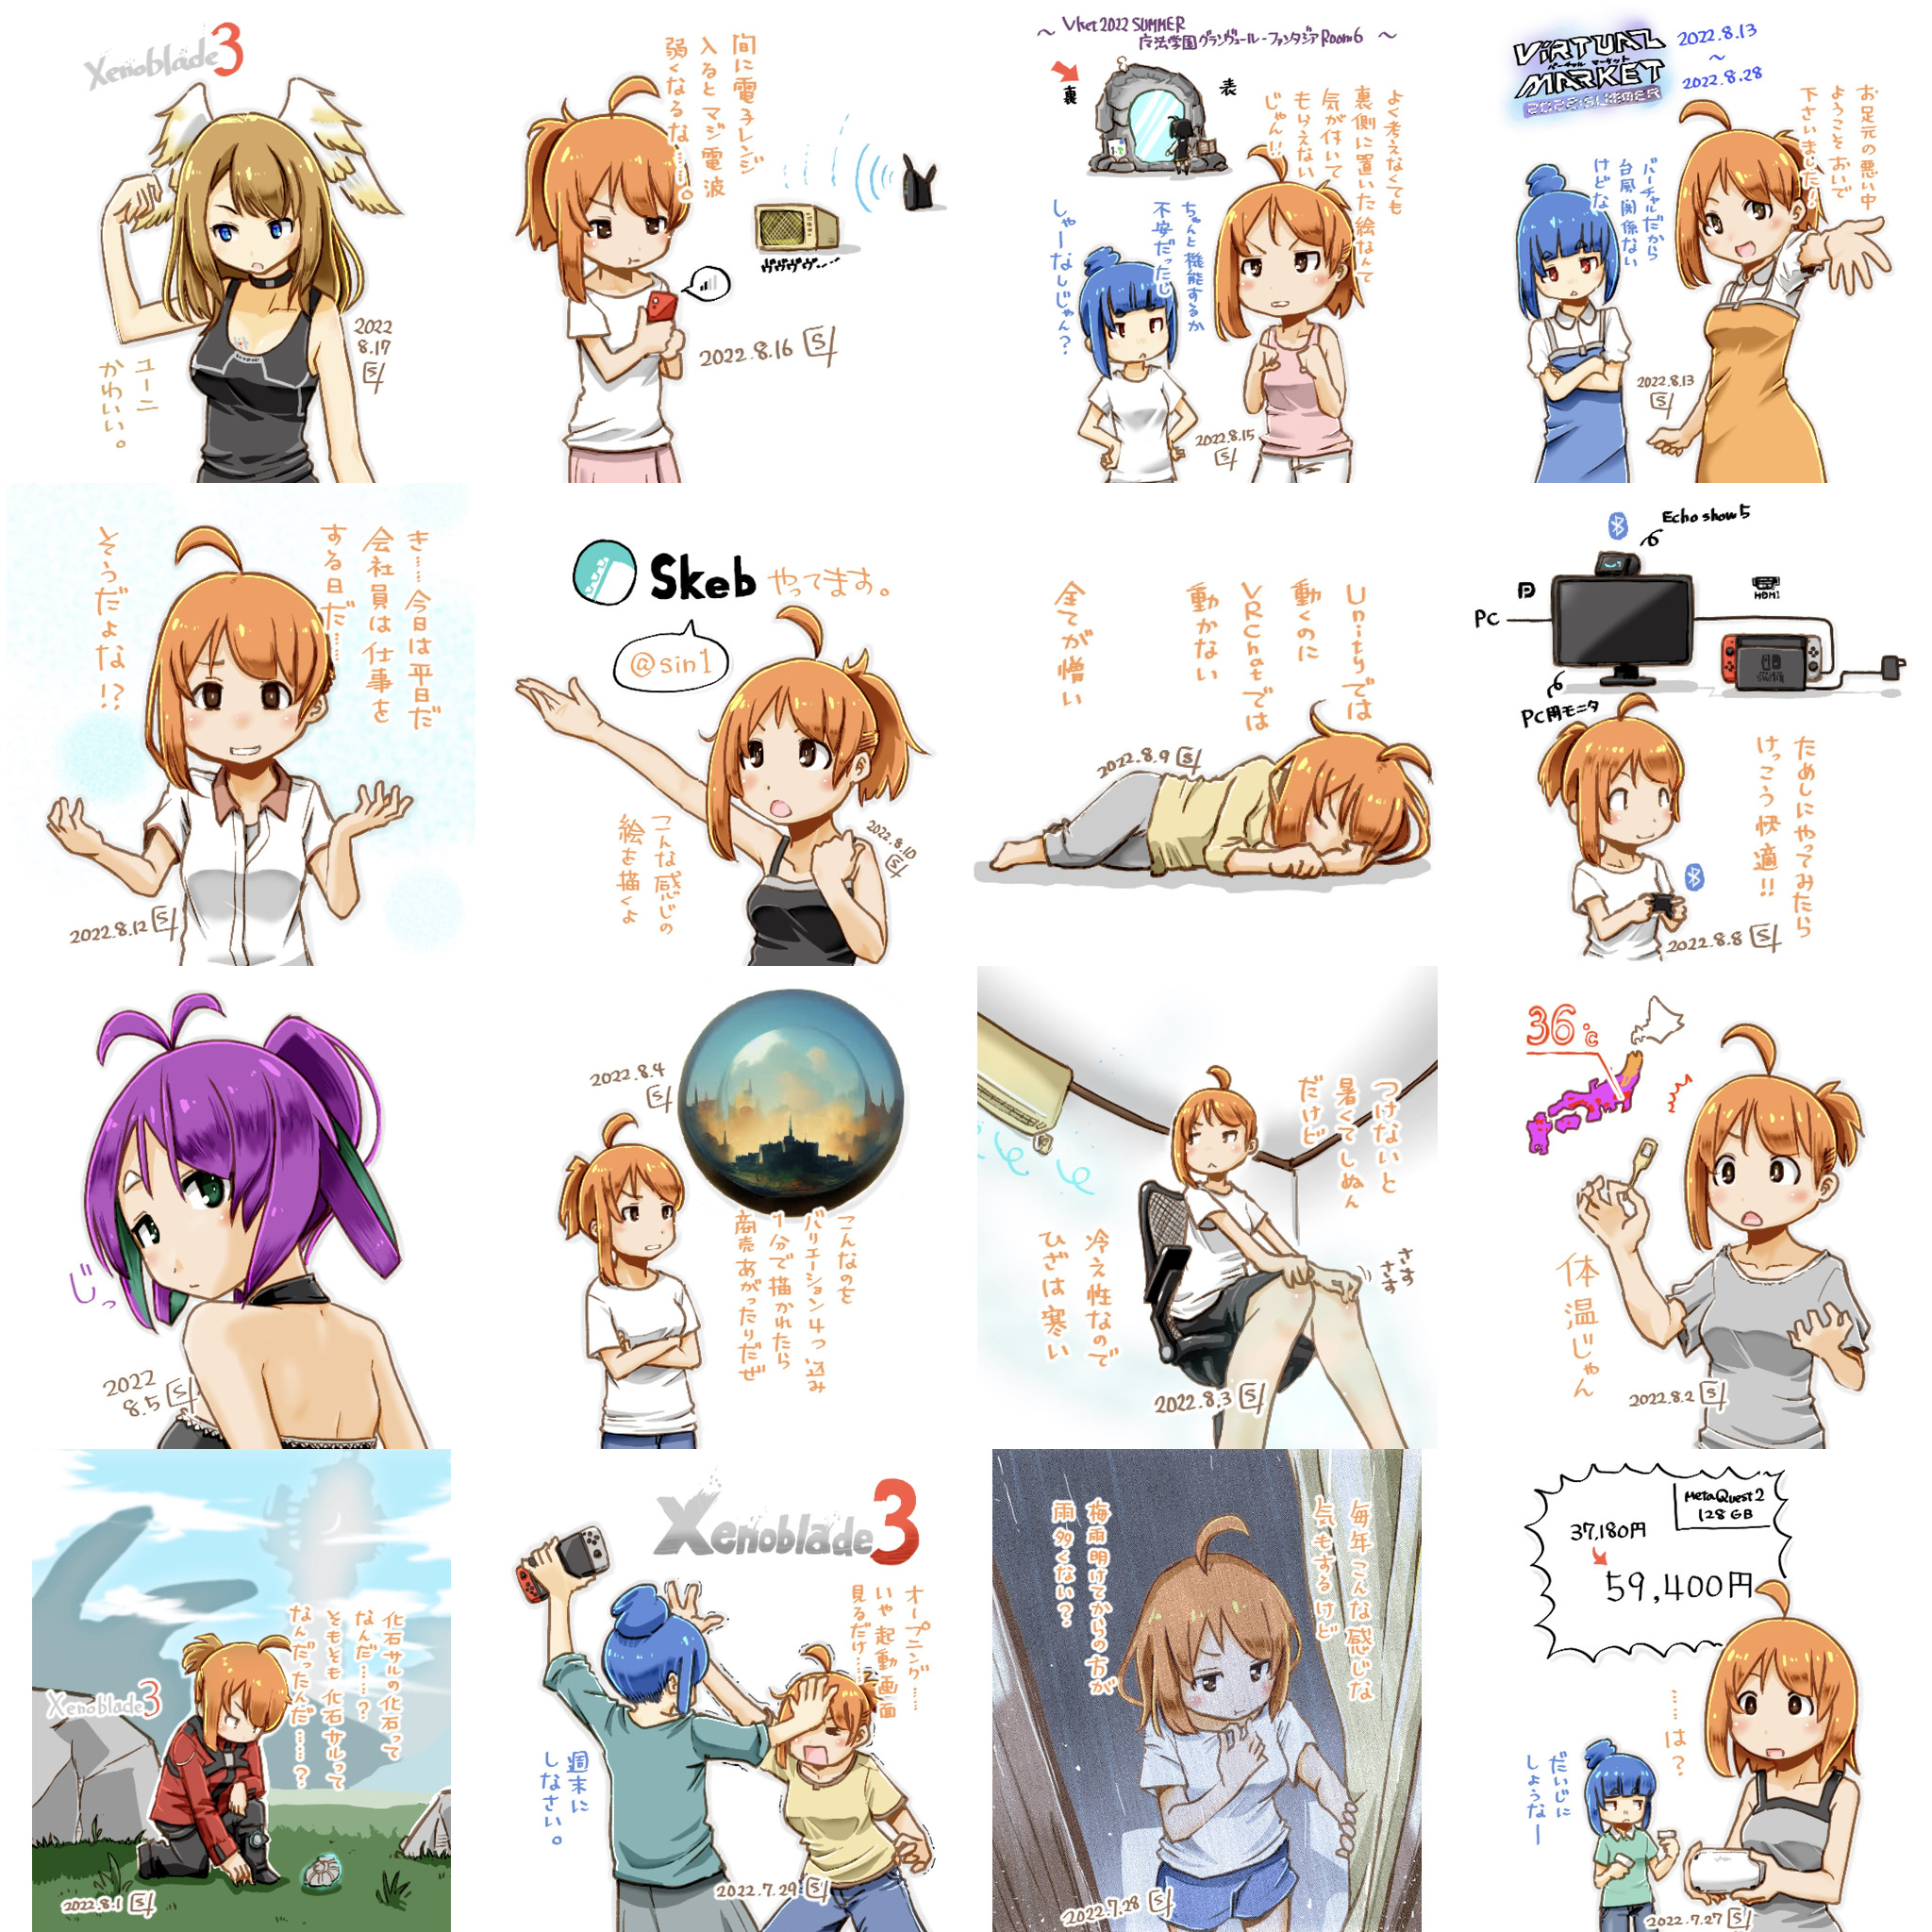 Xenoblade3
ユーニ
かわいい。
2022
8.17
間に電子レンジ
入るとマジ電波
弱くなるな……。
ヴヴヴヴ……
2022.8.16
～ Vket2022 SUMMER
魔法学園グランヴェール-ファンタジア Room6 ～
裏
表
よく考えなくても
裏側に置いた絵なんて
気が付いて
もらえない
じゃん!!
ちゃんと機能するか
不安だったし
しゃーなしじゃん?
2022.8.15
VIRTUAL
バーチャルマーケット
MARKET
2022 SUMMER
2022.8.13
～
2022.8.28
お足元の悪い中
ようこそおいで
下さいました!
バーチャルだから
台風関係ない
けどな
2022.8.13
き……今日は平日だ
会社員は仕事を
する日だ……
そうだよな!?
2022.8.12
Skeb やってます。
@sin1
こんな感じの
絵を描くよ
2022.8.10
Unityでは
動くのに
VRChatでは
動かない
全てが憎い
2022.8.9
Echo show5
PC
HDMI
PC用モニタ
ためしにやってみたら
けっこう快適!!
2022.8.8
じっ
2022
8.5
2022.8.4
こんなのを
バリエーション4つ込み
1分で描かれたら
商売あがったりだぜ
つけないと
暑くてしぬん
だけど
冷え性なので
ひざは寒い
さす
さす
2022.8.3
36℃
体温じゃん
2022.8.2
Xenoblade3
化石サルの化石って
なんだ……?
そもそも化石サルって
なんだったんだ……?
2022.8.1
Xenoblade3
オープニング……
いや起動画面
見るだけ……
週末に
しなさい。
2022.7.29
毎年こんな感じな
気もするけど
梅雨明けてからの方が
雨多くない?
2022.7.28
MetaQuest2
128GB
37,180円
59,400円
……は?
だいじに
しような ー
2022.7.27